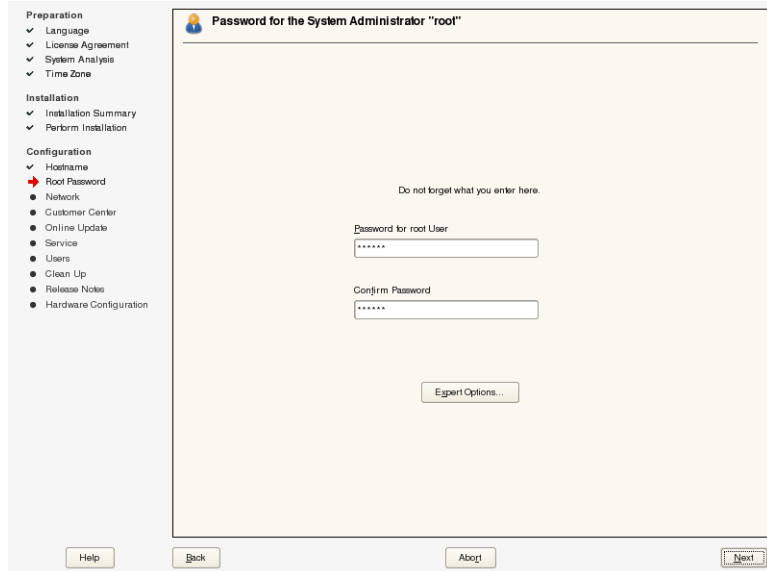 Preparation
Language
License Agreement
System Analysis
Time Zone
Installation
Installation Summary
Perform Installation
Configuration
Hostname
Root Password
Network
Customer Center
Online Update
Service
Users
Clean Up
Release Notes
Hardware Configuration
Password for the System Administrator "root"
Do not forget what you enter here.
Password for root User
******
Confirm Password
******
Expert Options...
Help
Back
Abort
Next